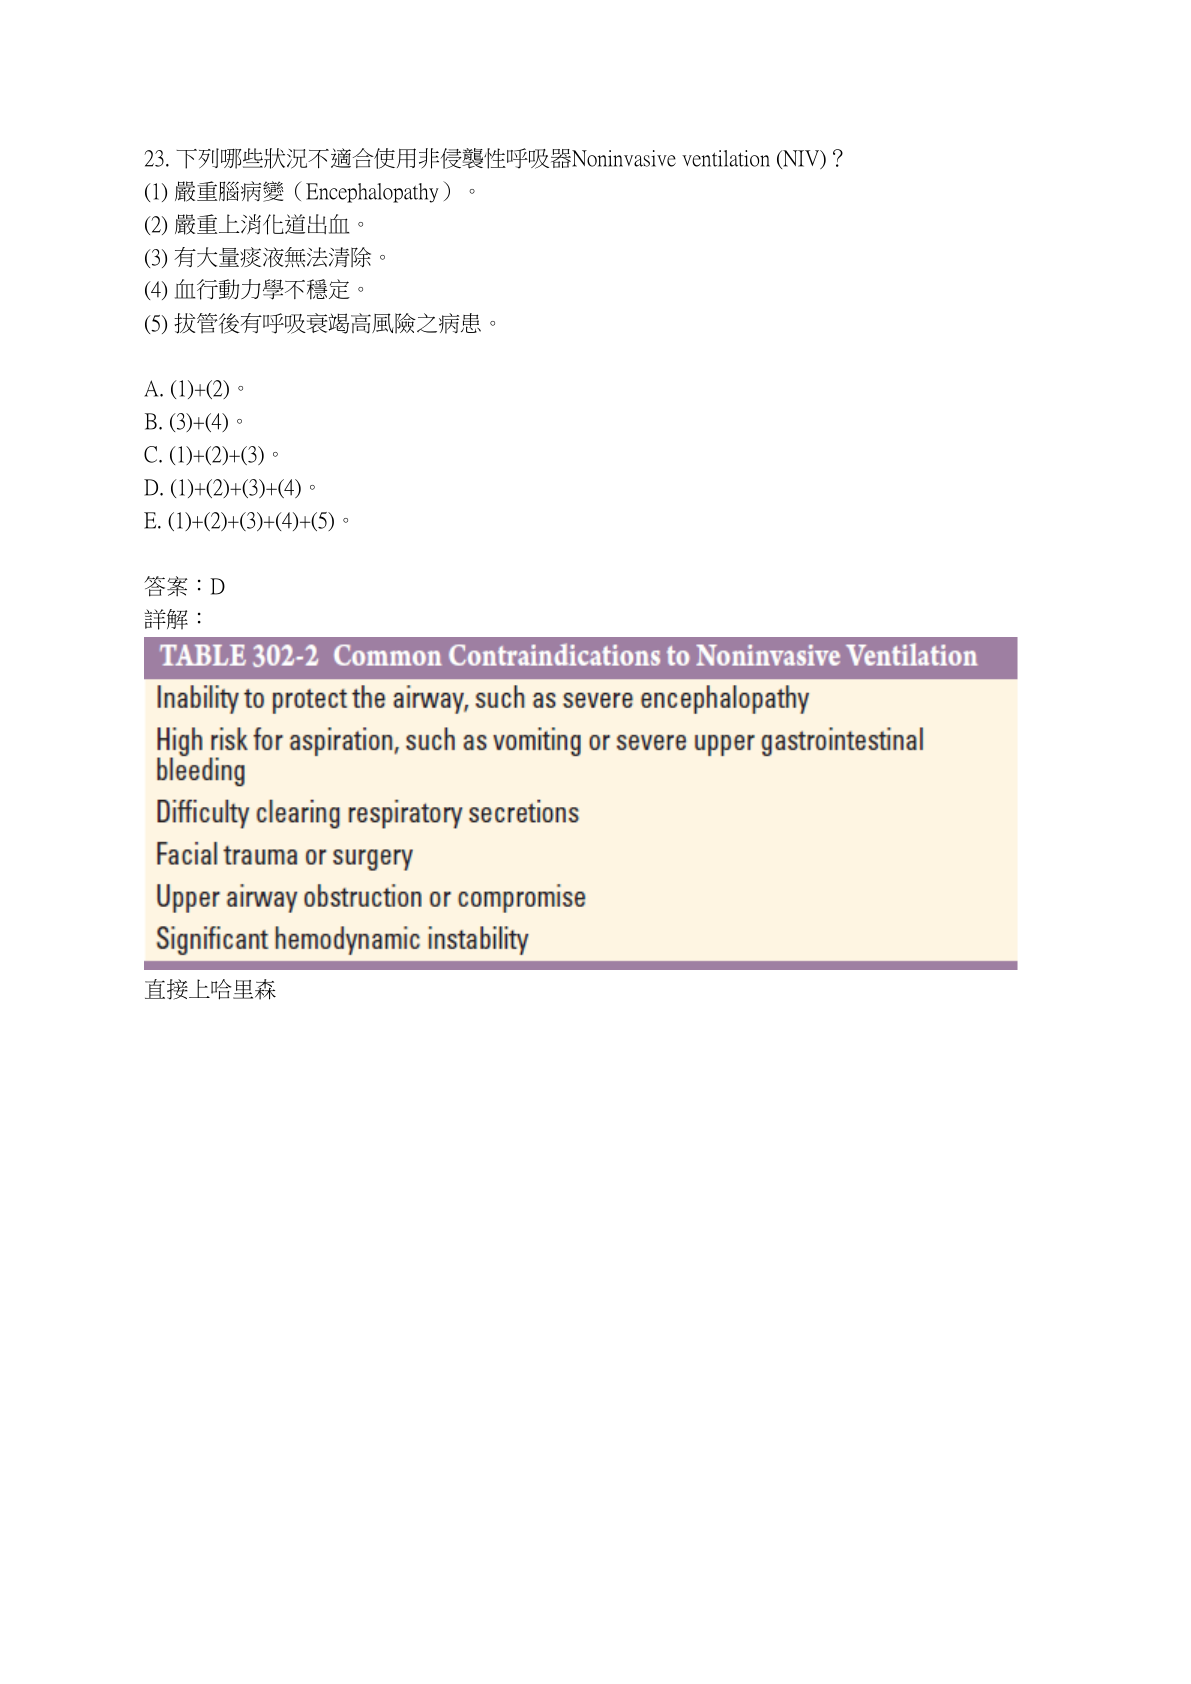 23. 下列哪些狀況不適合使用非侵襲性呼吸器Noninvasive ventilation (NIV)？
(1) 嚴重腦病變（Encephalopathy）。
(2) 嚴重上消化道出血。
(3) 有大量痰液無法清除。
(4) 血行動力學不穩定。
(5) 拔管後有呼吸衰竭高風險之病患。
A. (1)+(2)。
B. (3)+(4)。
C. (1)+(2)+(3)。
D. (1)+(2)+(3)+(4)。
E. (1)+(2)+(3)+(4)+(5)。
答案：D
詳解：
TABLE 302-2 Common Contraindications to Noninvasive Ventilation
Inability to protect the airway, such as severe encephalopathy
High risk for aspiration, such as vomiting or severe upper gastrointestinal
bleeding
Difficulty clearing respiratory secretions
Facial trauma or surgery
Upper airway obstruction or compromise
Significant hemodynamic instability
直接上哈里森